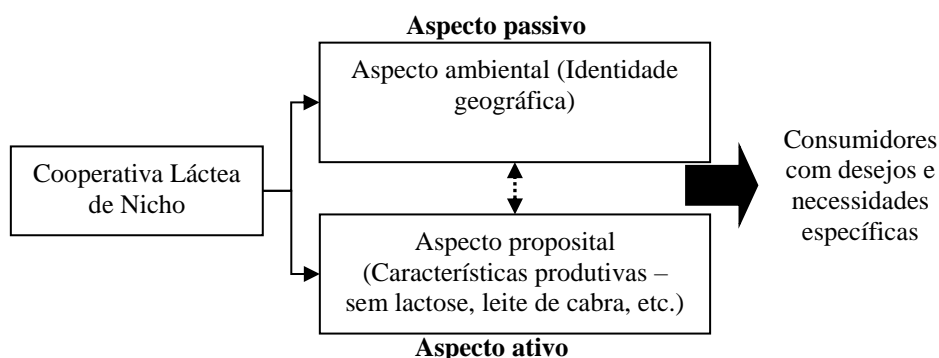 Aspecto passivo
Aspecto ambiental (Identidade
geográfica)
Cooperativa Láctea
de Nicho
Consumidores
com desejos e
necessidades
específicas
Aspecto proposital
(Características produtivas –
sem lactose, leite de cabra, etc.)
Aspecto ativo